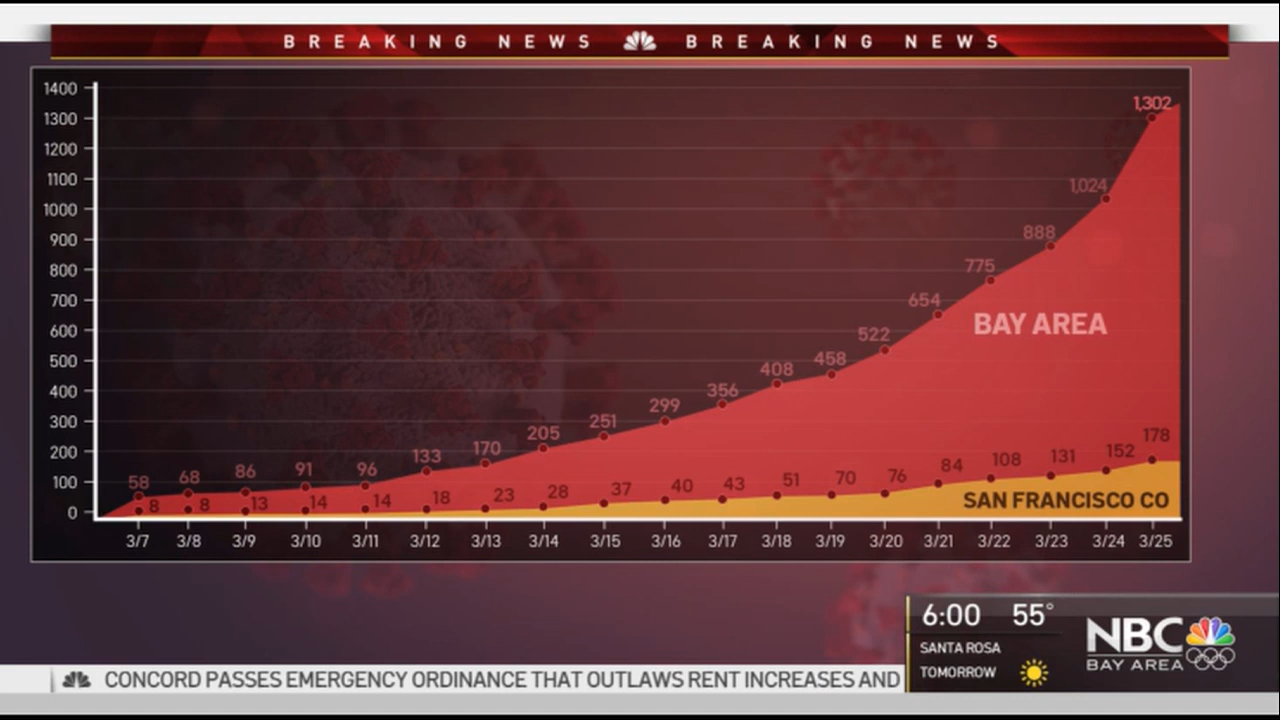 BREAKING NEWS BREAKING NEWS
1400
1300
1200
1100
1000
900
800
700
600
500
400
300
200
100
0
58 68 86 91 96 133 170 205 251 299 356 408 458 522 654 775 888 1,024 1,302
BAY AREA
8 8 13 14 14 18 23 28 37 40 43 51 70 76 84 108 131 152 178
SAN FRANCISCO CO
3/7 3/8 3/9 3/10 3/11 3/12 3/13 3/14 3/15 3/16 3/17 3/18 3/19 3/20 3/21 3/22 3/23 3/24 3/25
6:00 55°
SANTA ROSA
TOMORROW
NBC
BAY AREA
CONCORD PASSES EMERGENCY ORDINANCE THAT OUTLAWS RENT INCREASES AND